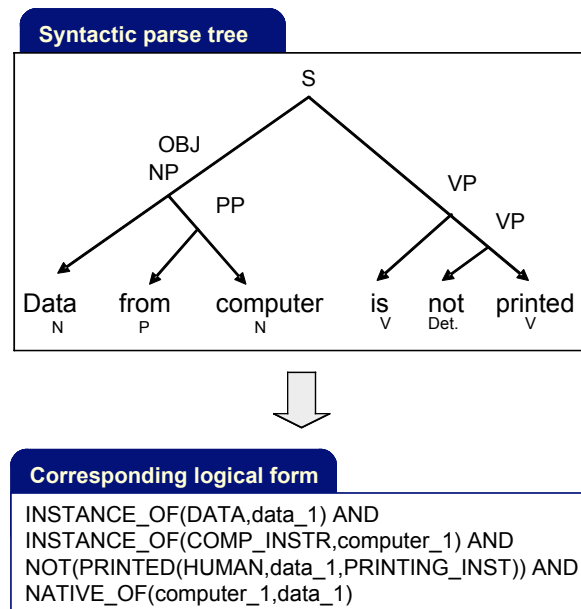 Syntactic parse tree
S
OBJ
NP
VP
PP
VP
Data from computer is not printed
N P N V Det. V
Corresponding logical form
INSTANCE_OF(DATA,data_1) AND
INSTANCE_OF(COMP_INSTR,computer_1) AND
NOT(PRINTED(HUMAN,data_1,PRINTING_INST)) AND
NATIVE_OF(computer_1,data_1)